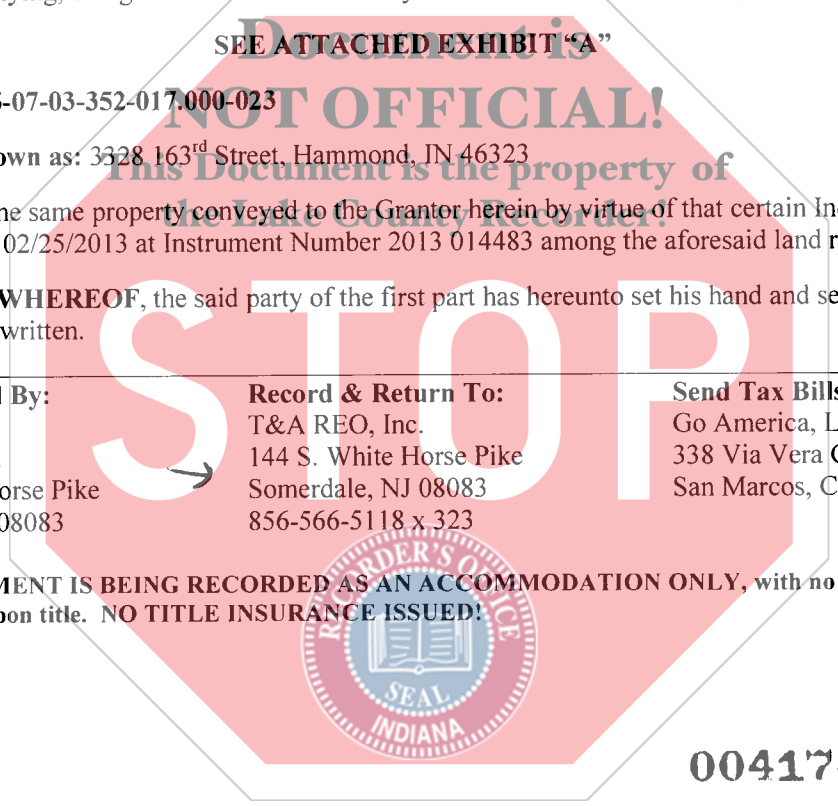 SEE ATTACHED EXHIBIT “A”
Document is
-07-03-352-017.000-023
NOT OFFICIAL!
own as: 3328 163rd Street, Hammond, IN 46323
This Document is the property of
the Lake County Recorder!
he same property conveyed to the Grantor herein by virtue of that certain In
02/25/2013 at Instrument Number 2013 014483 among the aforesaid land r
WHEREOF, the said party of the first part has hereunto set his hand and se
written.
STOP
l By:
orse Pike
08083
Record & Return To:
T&A REO, Inc.
144 S. White Horse Pike
Somerdale, NJ 08083
856-566-5118 x 323
Send Tax Bills
Go America, L
338 Via Vera C
San Marcos, C
MENT IS BEING RECORDED AS AN ACCOMMODATION ONLY, with no
pon title. NO TITLE INSURANCE ISSUED!
RECORDER'S OFFICE
SEAL
INDIANA
00417